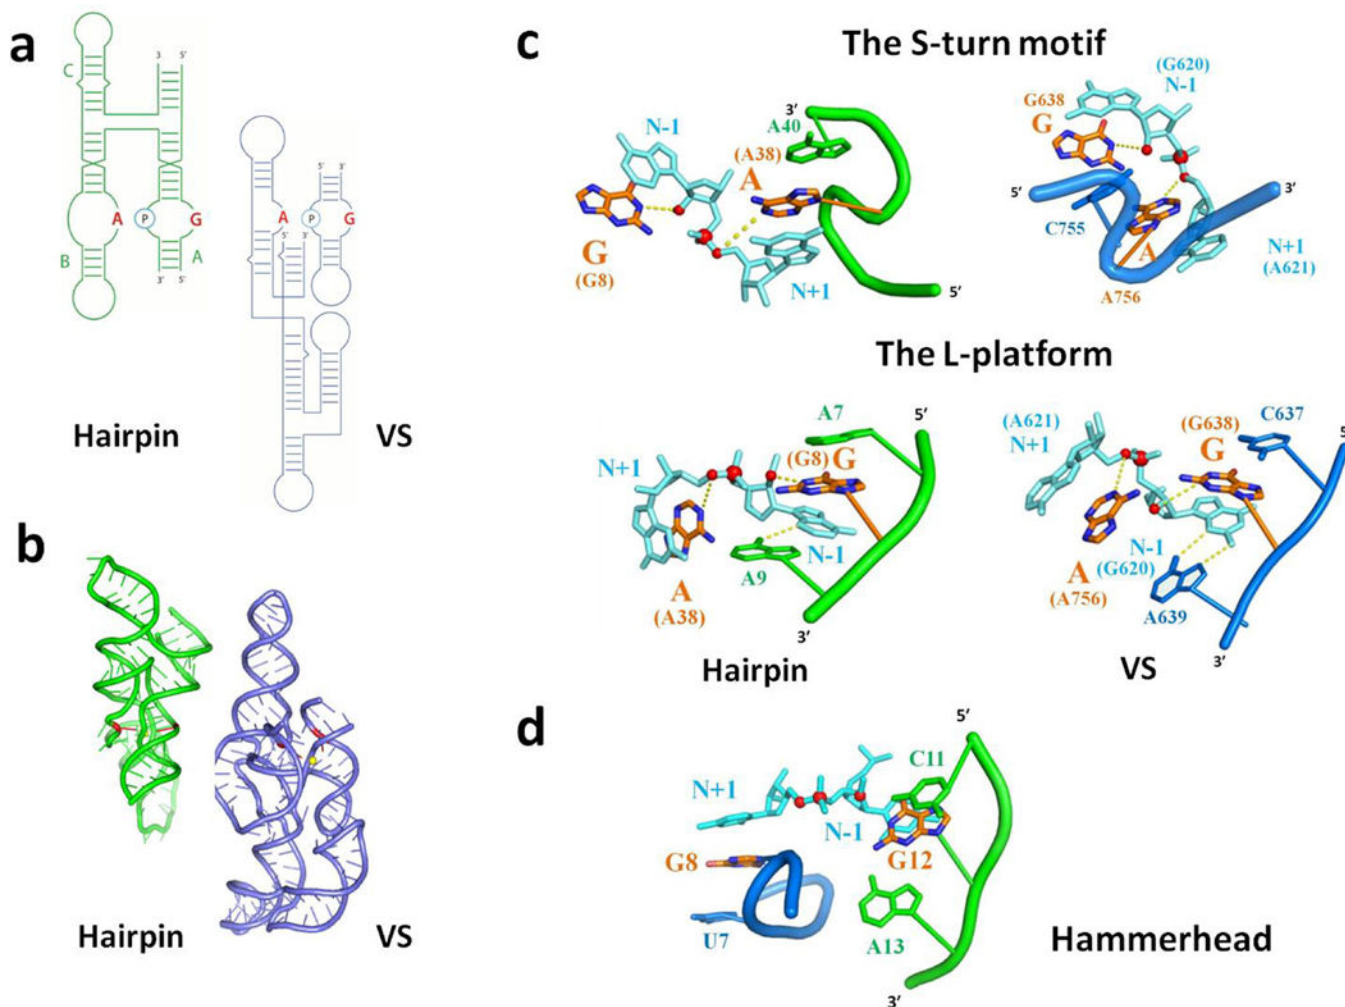 a
C
3
5'
A
P
G
B
A
3'
5'
5'
3'
A
P
G
5'
3'
Hairpin
VS
b
Hairpin
VS
c
The S-turn motif
N-1
3'
A40
(A38)
A
G
(G8)
N+1
5'
(G620)
N-1
G638
G
5'
3'
C755
A
N+1
(A621)
A756
The L-platform
A7
5'
N+1
(G8) G
N-1
A9
A
(A38)
3'
Hairpin
(A621)
N+1
(G638)
G
C637
5'
N-1
(G620)
A
(A756)
A639
3'
VS
d
5'
C11
N+1
N-1
G8
G12
U7
A13
3'
Hammerhead